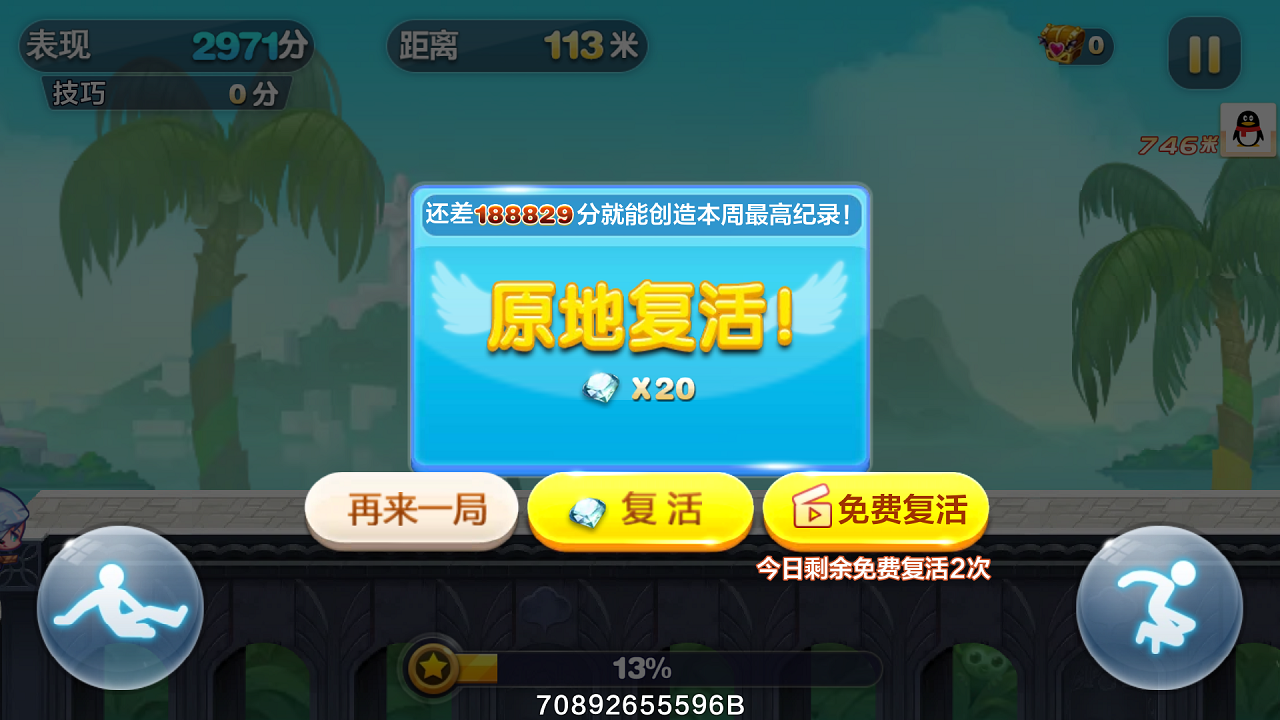 表现 2971分 距离 113米 0
技巧 0分
746米
还差188829分就能创造本周最高纪录!
原地复活!
X20
再来一局 复活 免费复活
今日剩余免费复活2次
13%
70892655596B